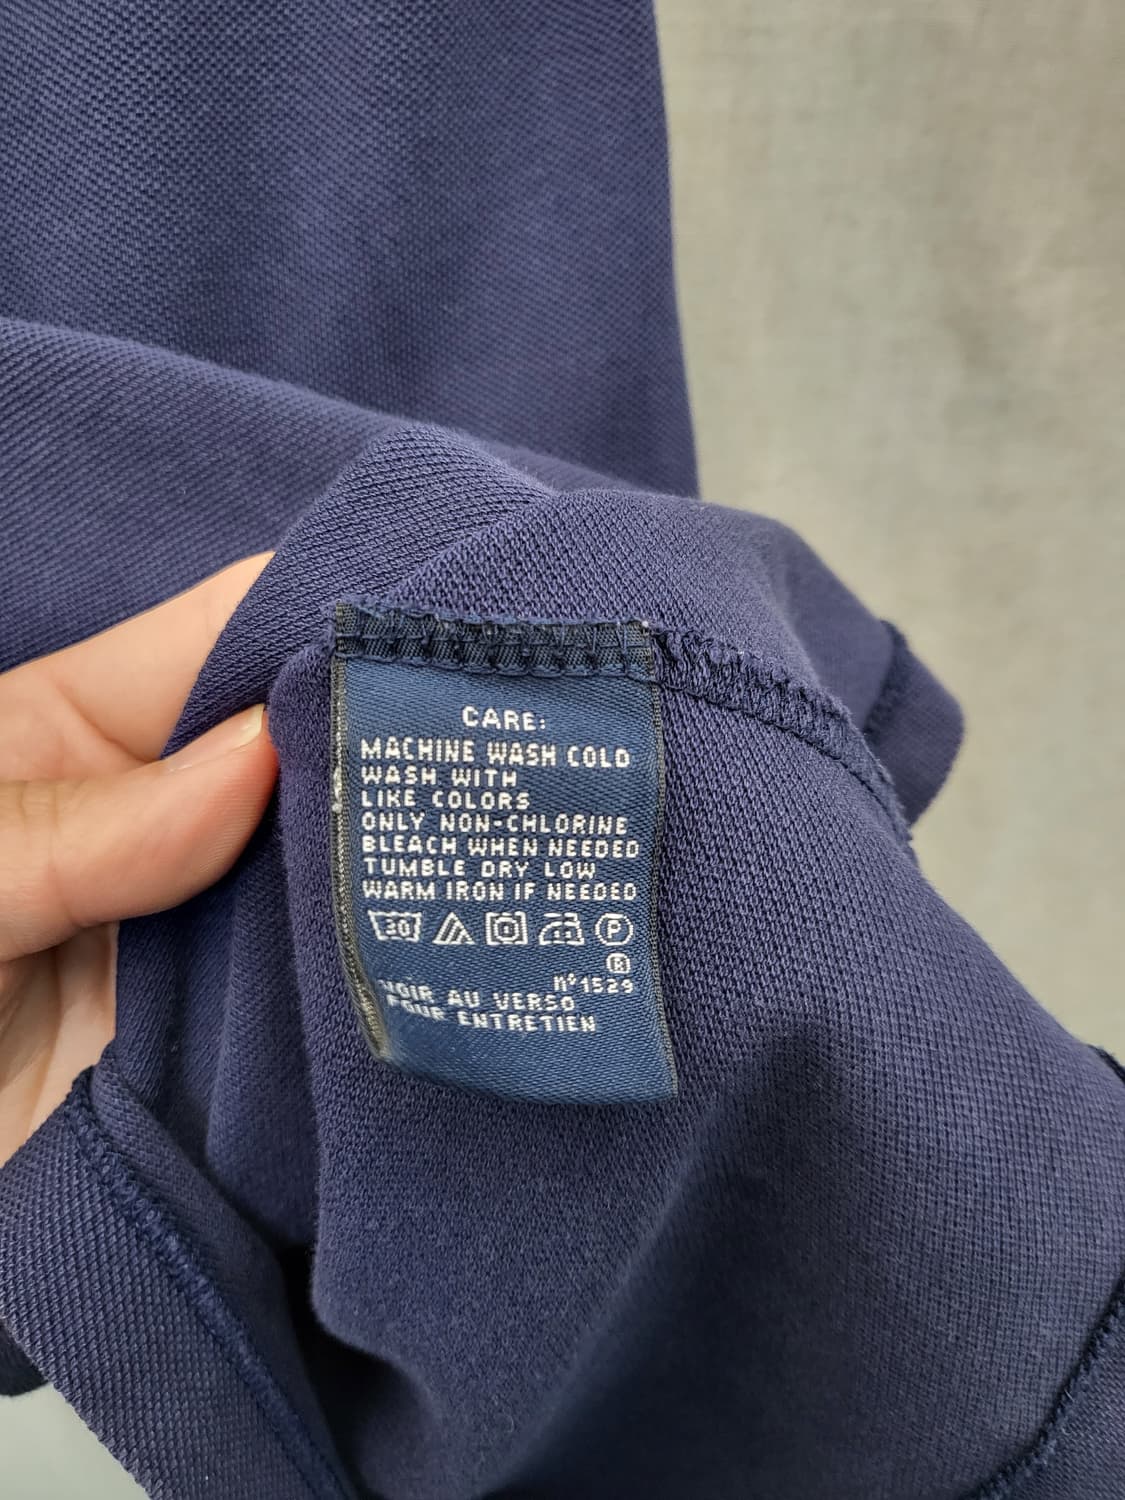 CARE:
MACHINE WASH COLD
WASH WITH
LIKE COLORS
ONLY NON-CHLORINE
BLEACH WHEN NEEDED
TUMBLE DRY LOW
WARM IRON IF NEEDED
30 P
®
nº1529
VOIR AU VERSO
POUR ENTRETIEN